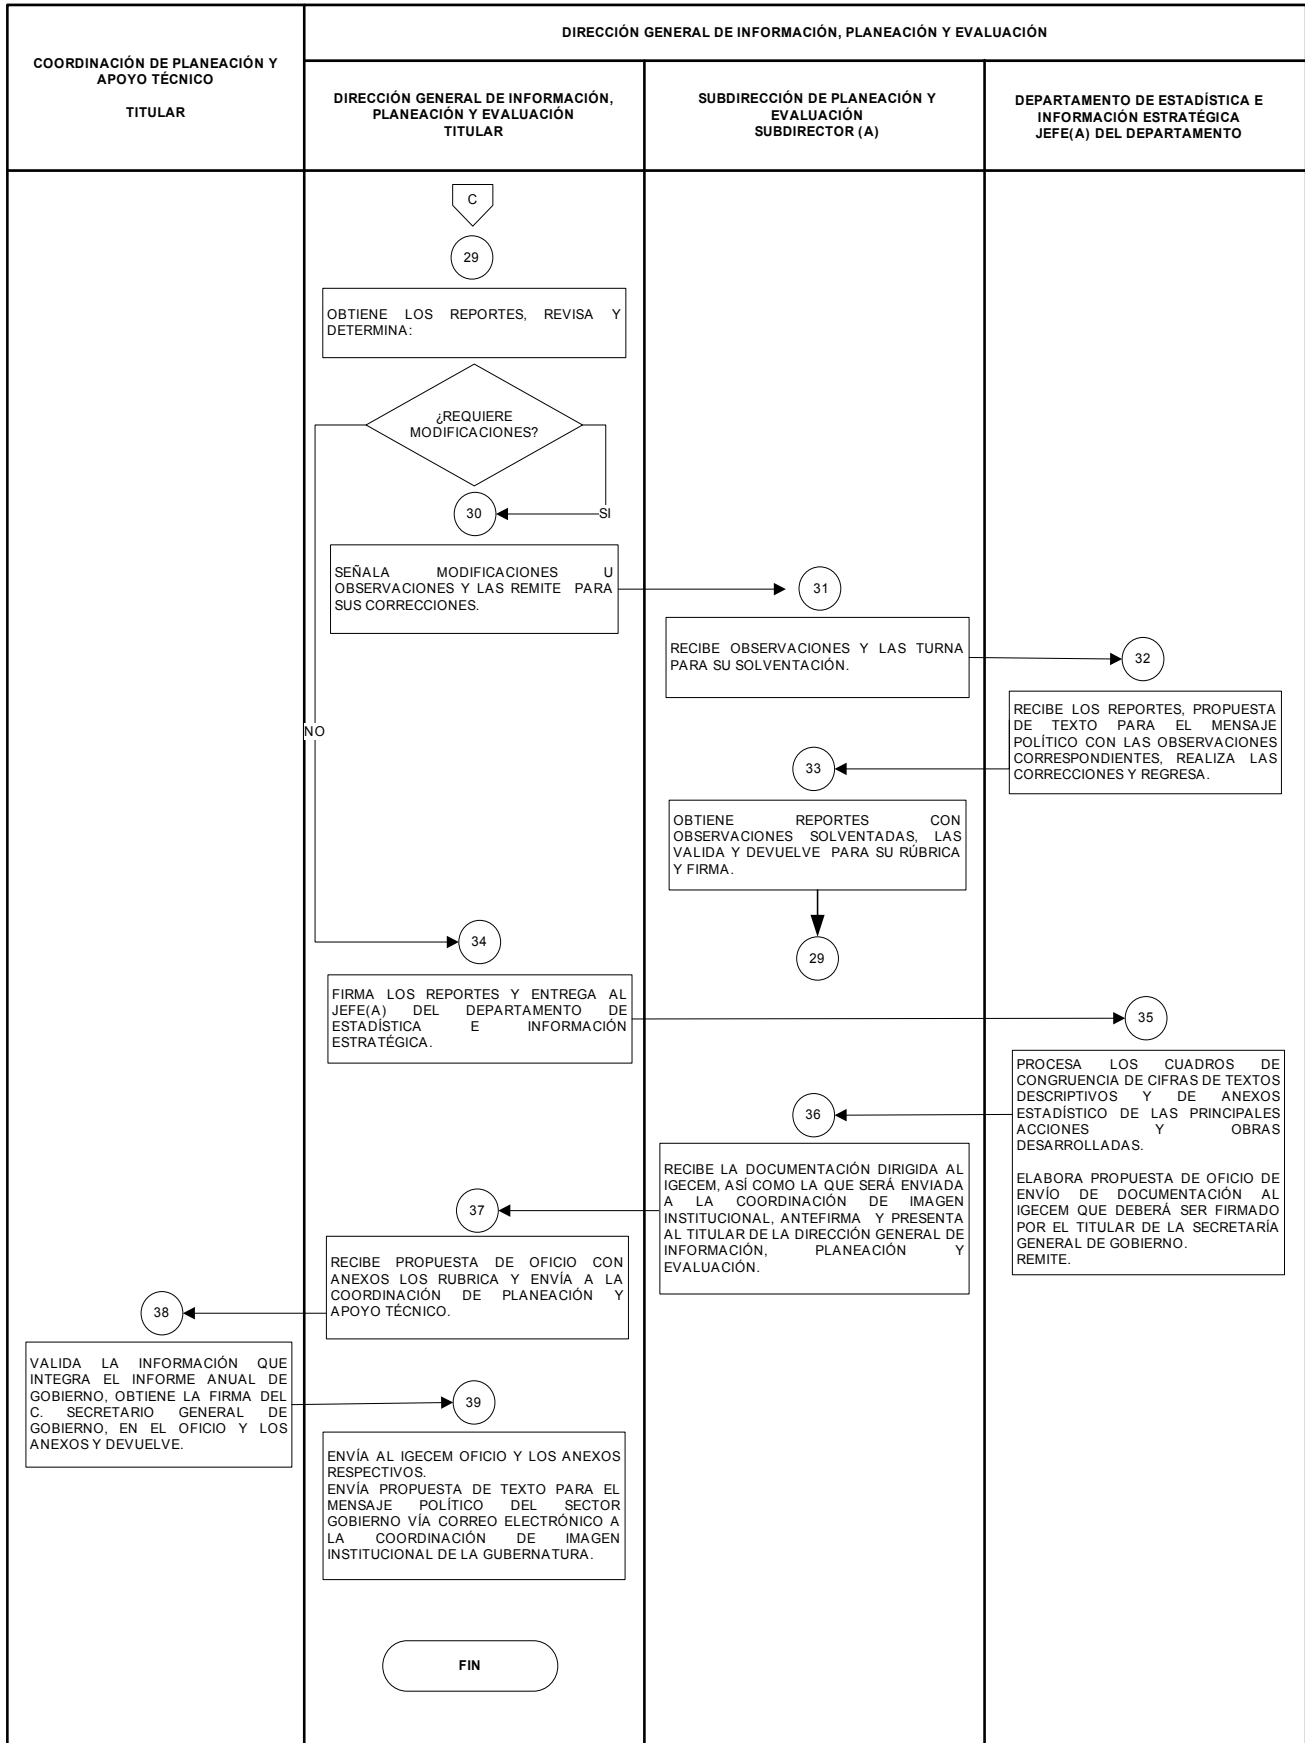 DIRECCIÓN GENERAL DE INFORMACIÓN, PLANEACIÓN Y EVALUACIÓN
COORDINACIÓN DE PLANEACIÓN Y
APOYO TÉCNICO
TITULAR
DIRECCIÓN GENERAL DE INFORMACIÓN,
PLANEACIÓN Y EVALUACIÓN
TITULAR
SUBDIRECCIÓN DE PLANEACIÓN Y
EVALUACIÓN
SUBDIRECTOR (A)
DEPARTAMENTO DE ESTADÍSTICA E
INFORMACIÓN ESTRATÉGICA
JEFE(A) DEL DEPARTAMENTO
C
29
OBTIENE LOS REPORTES, REVISA Y
DETERMINA:
¿REQUIERE
MODIFICACIONES?
SI
NO
30
SEÑALA MODIFICACIONES U
OBSERVACIONES Y LAS REMITE PARA
SUS CORRECCIONES.
31
RECIBE OBSERVACIONES Y LAS TURNA
PARA SU SOLVENTACIÓN.
32
RECIBE LOS REPORTES, PROPUESTA
DE TEXTO PARA EL MENSAJE
POLÍTICO CON LAS OBSERVACIONES
CORRESPONDIENTES, REALIZA LAS
CORRECCIONES Y REGRESA.
33
OBTIENE REPORTES CON
OBSERVACIONES SOLVENTADAS, LAS
VALIDA Y DEVUELVE PARA SU RÚBRICA
Y FIRMA.
29
34
FIRMA LOS REPORTES Y ENTREGA AL
JEFE(A) DEL DEPARTAMENTO DE
ESTADÍSTICA E INFORMACIÓN
ESTRATÉGICA.
35
PROCESA LOS CUADROS DE
CONGRUENCIA DE CIFRAS DE TEXTOS
DESCRIPTIVOS Y DE ANEXOS
ESTADÍSTICO DE LAS PRINCIPALES
ACCIONES Y OBRAS
DESARROLLADAS.
ELABORA PROPUESTA DE OFICIO DE
ENVÍO DE DOCUMENTACIÓN AL
IGECEM QUE DEBERÁ SER FIRMADO
POR EL TITULAR DE LA SECRETARÍA
GENERAL DE GOBIERNO.
REMITE.
36
RECIBE LA DOCUMENTACIÓN DIRIGIDA AL
IGECEM, ASÍ COMO LA QUE SERÁ ENVIADA
A LA COORDINACIÓN DE IMAGEN
INSTITUCIONAL, ANTEFIRMA Y PRESENTA
AL TITULAR DE LA DIRECCIÓN GENERAL DE
INFORMACIÓN, PLANEACIÓN Y
EVALUACIÓN.
37
RECIBE PROPUESTA DE OFICIO CON
ANEXOS LOS RUBRICA Y ENVÍA A LA
COORDINACIÓN DE PLANEACIÓN Y
APOYO TÉCNICO.
38
VALIDA LA INFORMACIÓN QUE
INTEGRA EL INFORME ANUAL DE
GOBIERNO, OBTIENE LA FIRMA DEL
C. SECRETARIO GENERAL DE
GOBIERNO, EN EL OFICIO Y LOS
ANEXOS Y DEVUELVE.
39
ENVÍA AL IGECEM OFICIO Y LOS ANEXOS
RESPECTIVOS.
ENVÍA PROPUESTA DE TEXTO PARA EL
MENSAJE POLÍTICO DEL SECTOR
GOBIERNO VÍA CORREO ELECTRÓNICO A
LA COORDINACIÓN DE IMAGEN
INSTITUCIONAL DE LA GUBERNATURA.
FIN